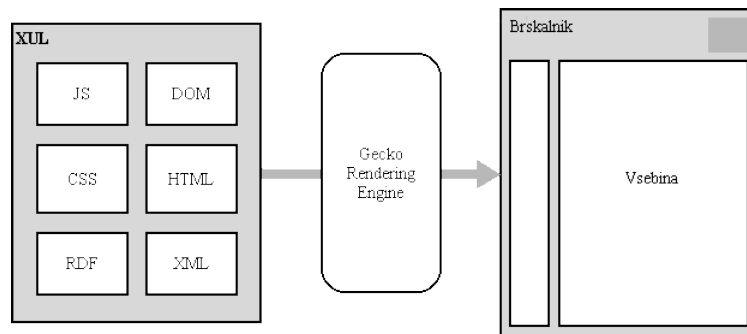 XUL
JS
DOM
CSS
HTML
RDF
XML
Gecko
Rendering
Engine
Brskalnik
Vsebina